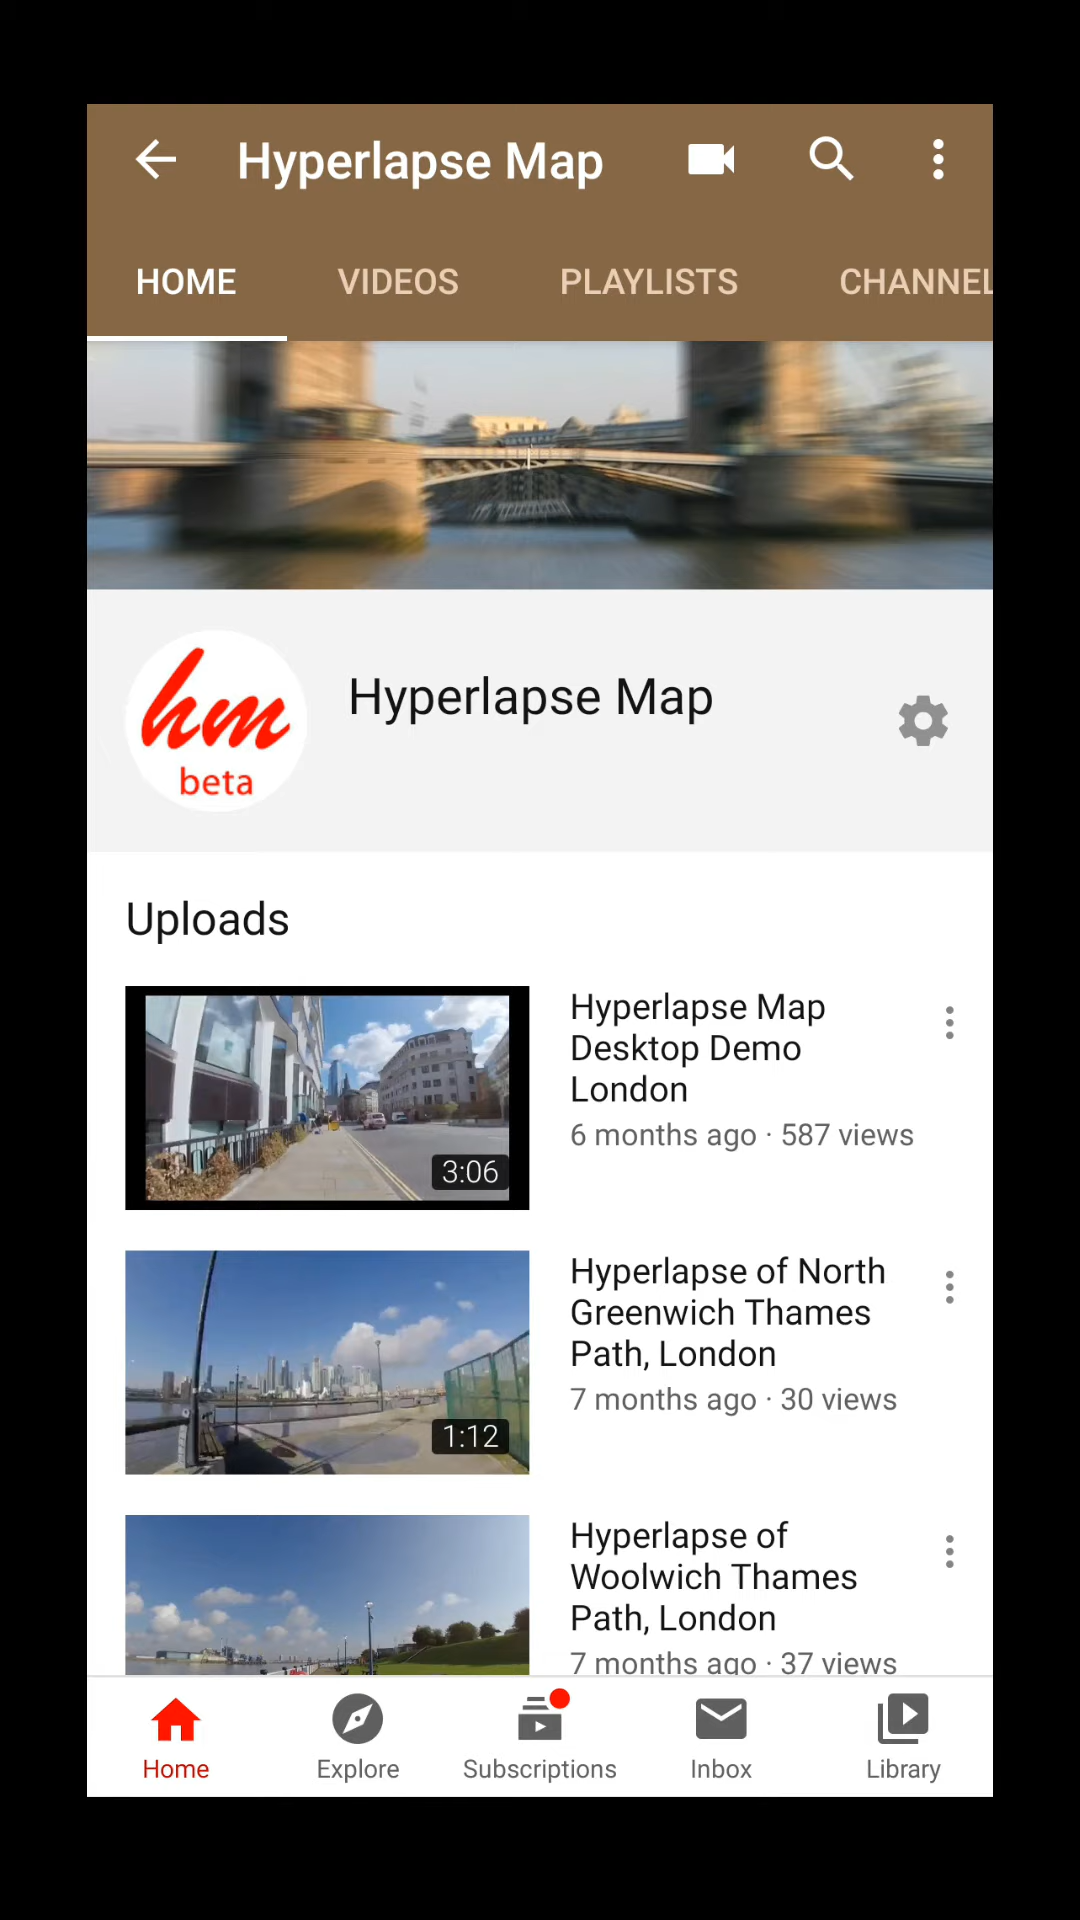 Hyperlapse Map
HOME VIDEOS PLAYLISTS CHANNEL
hm
beta
Hyperlapse Map
Uploads
Hyperlapse Map
Desktop Demo
London
6 months ago · 587 views
3:06
Hyperlapse of North
Greenwich Thames
Path, London
7 months ago · 30 views
1:12
Hyperlapse of
Woolwich Thames
Path, London
7 months ago · 37 views
Home Explore Subscriptions Inbox Library